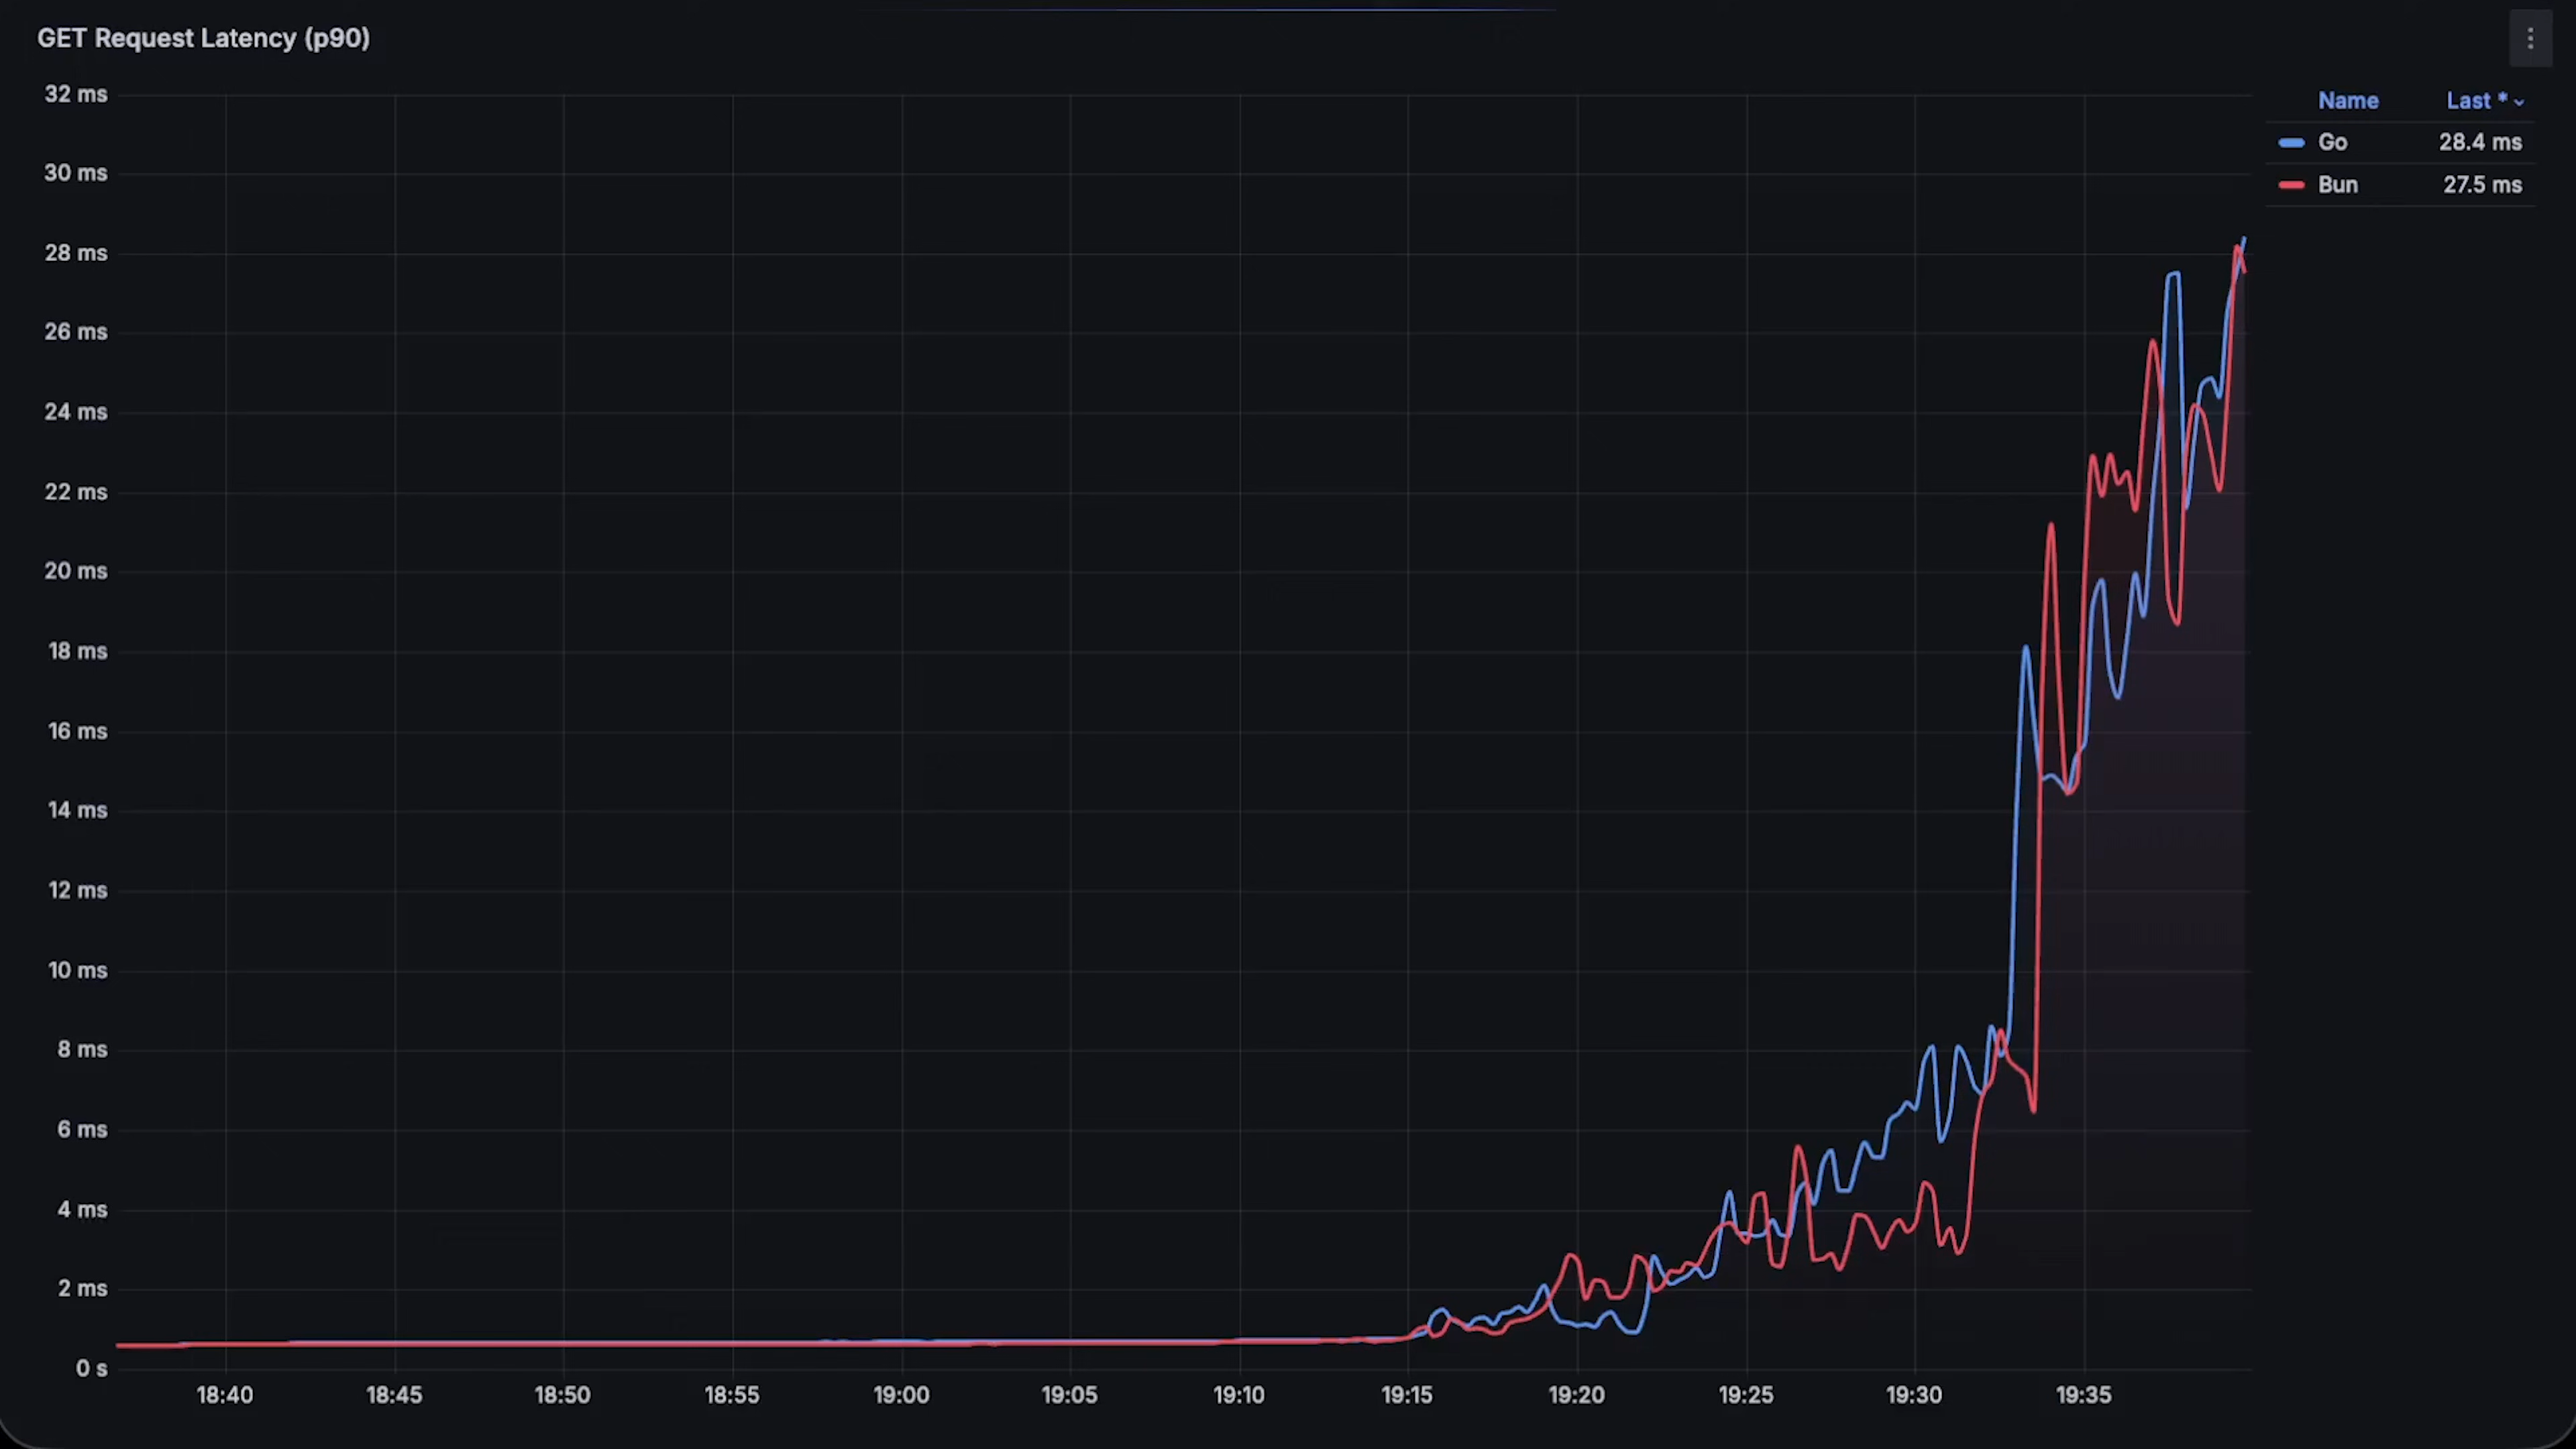 GET Request Latency (p90)
32 ms
30 ms
28 ms
26 ms
24 ms
22 ms
20 ms
18 ms
16 ms
14 ms
12 ms
10 ms
8 ms
6 ms
4 ms
2 ms
0 s
18:40 18:45 18:50 18:55 19:00 19:05 19:10 19:15 19:20 19:25 19:30 19:35
Name Last *
Go 28.4 ms
Bun 27.5 ms